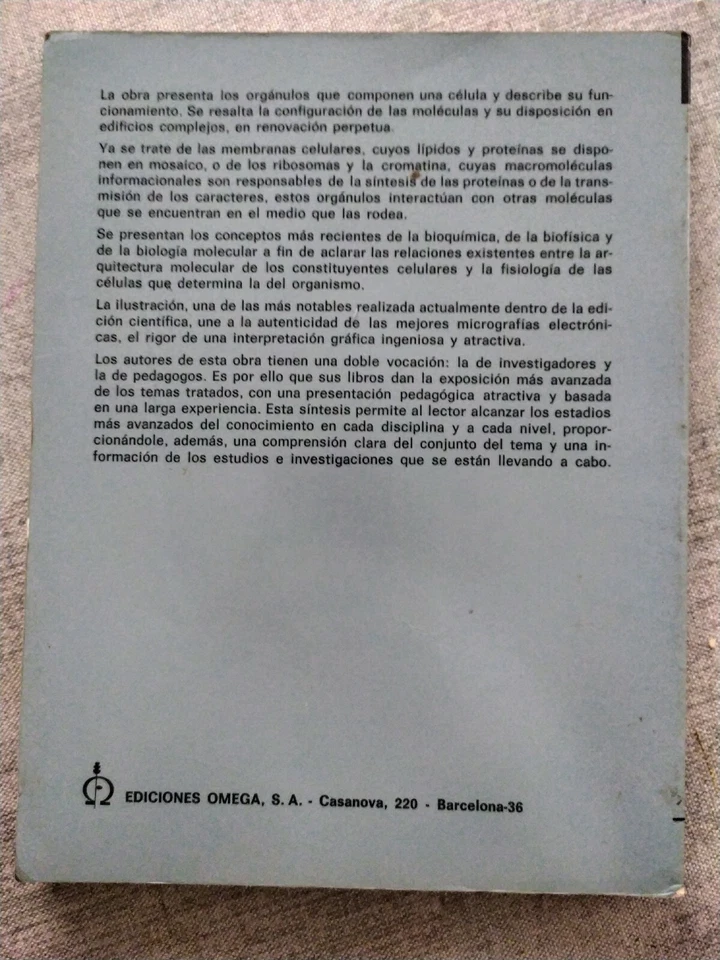 La obra presenta los orgánulos que componen una célula y describe su fun-
cionamiento. Se resalta la configuración de las moléculas y su disposición en
edificios complejos, en renovación perpetua.
Ya se trate de las membranas celulares, cuyos lípidos y proteínas se dispo-
nen en mosaico, o de los ribosomas y la cromatina, cuyas macromoléculas
informacionales son responsables de la síntesis de las proteínas o de la trans-
misión de los caracteres, estos orgánulos interactúan con otras moléculas
que se encuentran en el medio que las rodea.
Se presentan los conceptos más recientes de la bioquímica, de la biofísica y
de la biología molecular a fin de aclarar las relaciones existentes entre la ar-
quitectura molecular de los constituyentes celulares y la fisiología de las
células que determina la del organismo.
La ilustración, una de las más notables realizada actualmente dentro de la edi-
ción científica, une a la autenticidad de las mejores micrografías electróni-
cas, el rigor de una interpretación gráfica ingeniosa y atractiva.
Los autores de esta obra tienen una doble vocación: la de investigadores y
la de pedagogos. Es por ello que sus libros dan la exposición más avanzada
de los temas tratados, con una presentación pedagógica atractiva y basada
en una larga experiencia. Esta síntesis permite al lector alcanzar los estadios
más avanzados del conocimiento en cada disciplina y a cada nivel, propor-
cionándole, además, una comprensión clara del conjunto del tema y una in-
formación de los estudios e investigaciones que se están llevando a cabo.
EDICIONES OMEGA, S. A. - Casanova, 220 - Barcelona-36